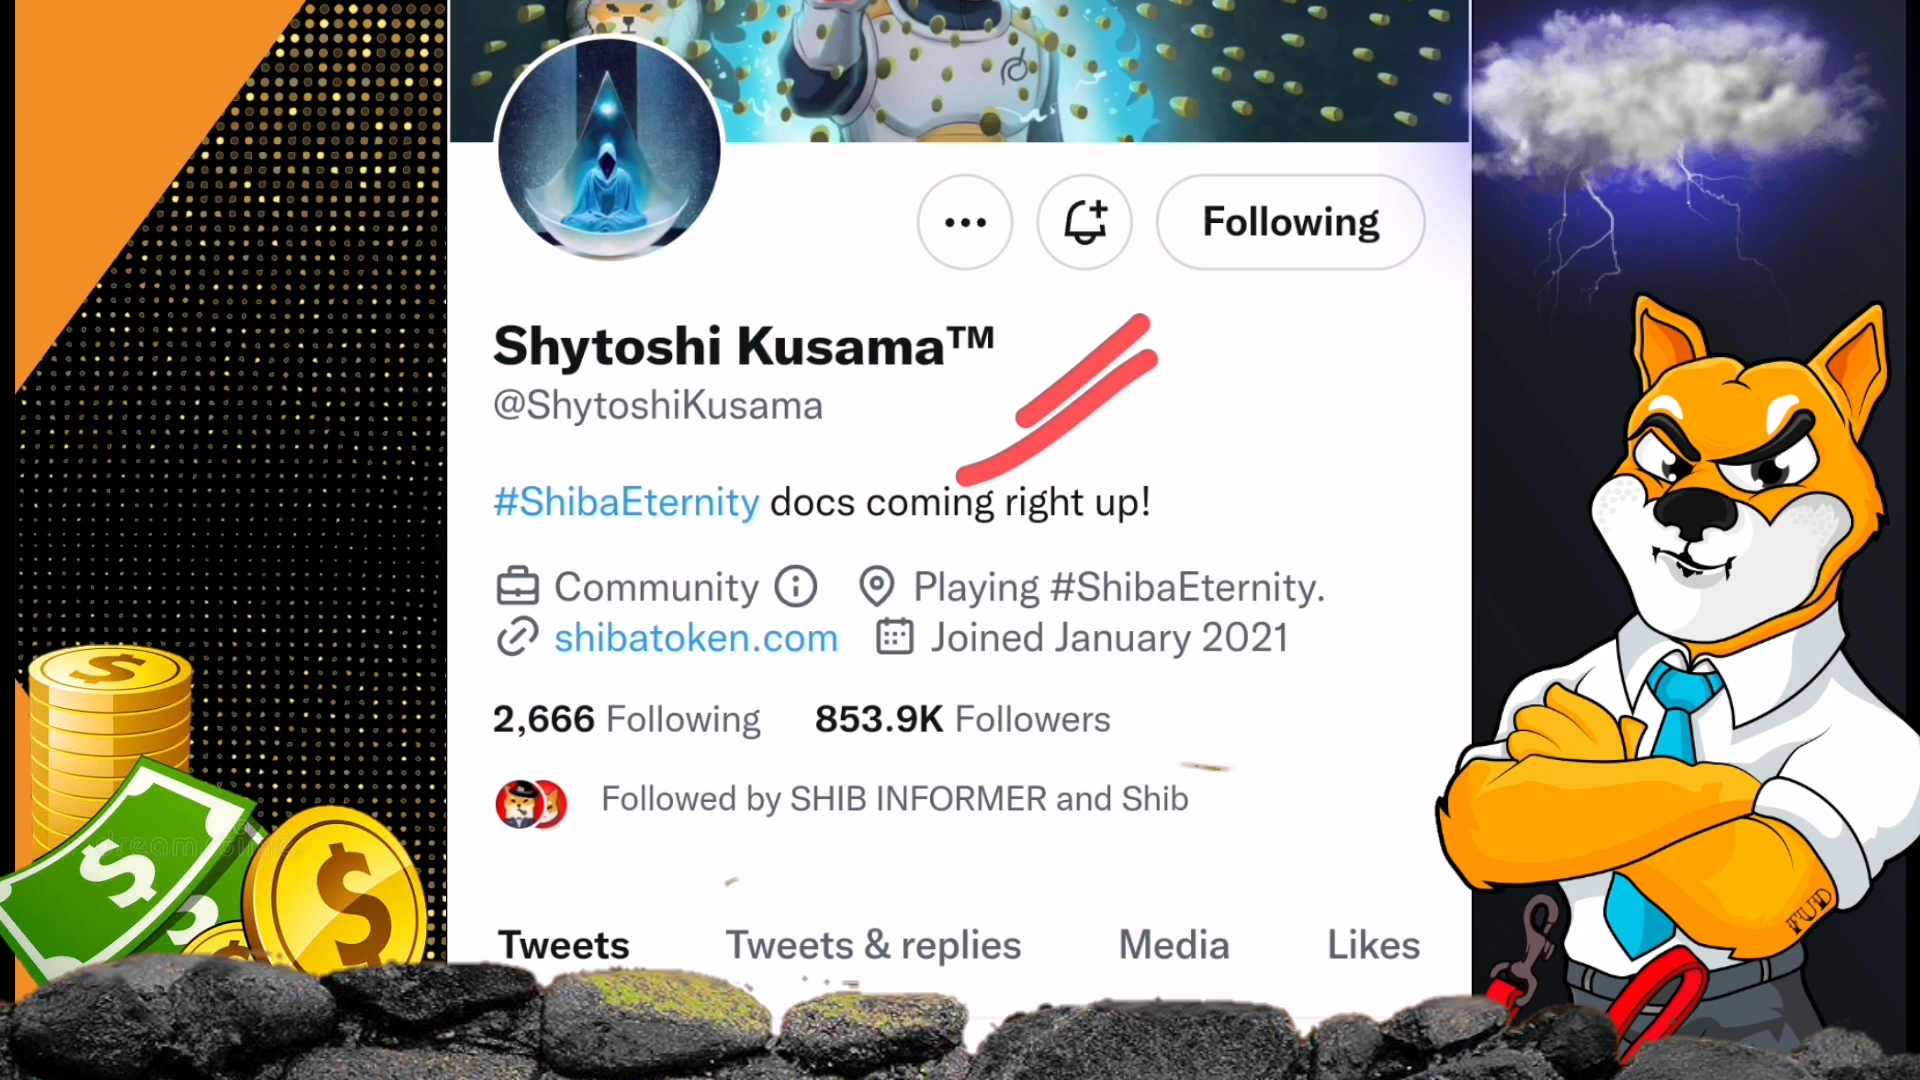 Following
Shytoshi Kusama™
@ShytoshiKusama
#ShibaEternity docs coming right up!
Community Playing #ShibaEternity.
shibatoken.com Joined January 2021
2,666 Following 853.9K Followers
Followed by SHIB INFORMER and Shib
Tweets Tweets & replies Media Likes
FUD
$
$
$